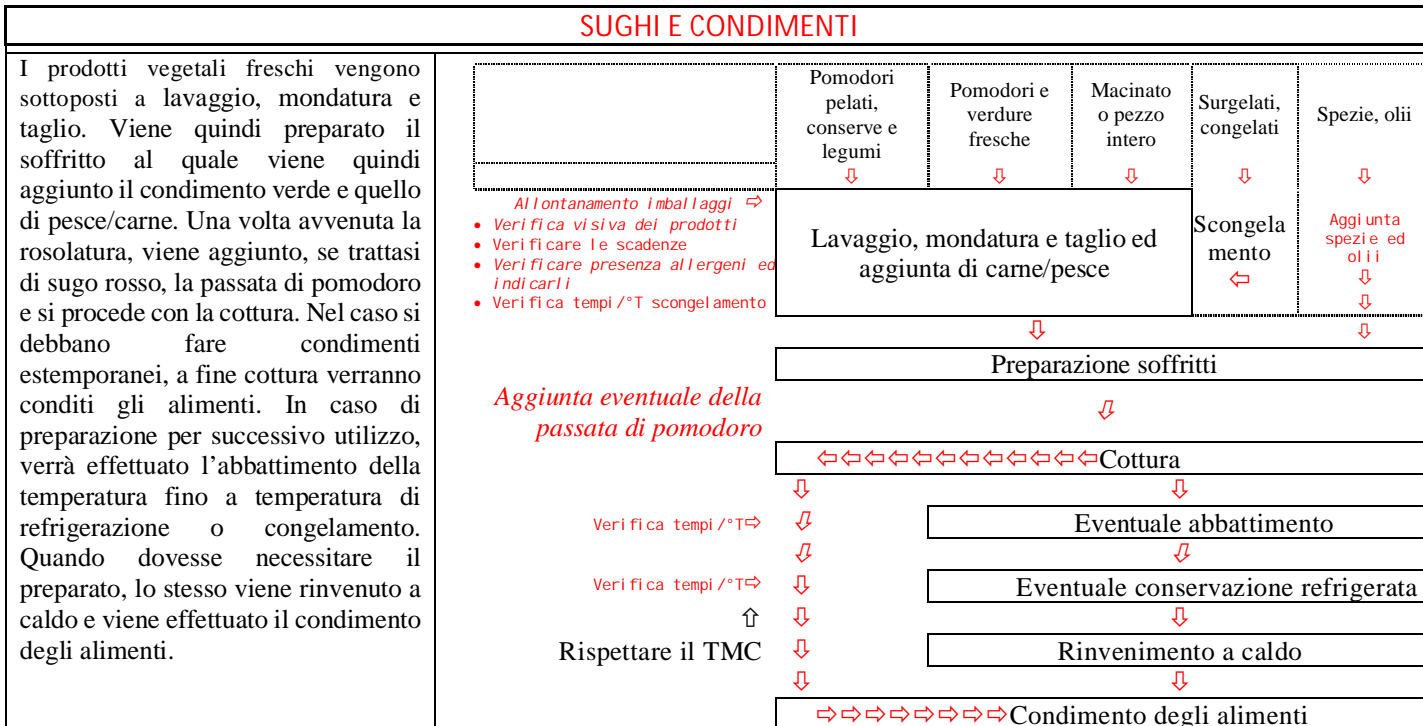 SUGHI E CONDIMENTI
I prodotti vegetali freschi vengono
sottoposti a lavaggio, mondatura e
taglio. Viene quindi preparato il
soffritto al quale viene quindi
aggiunto il condimento verde e quello
di pesce/carne. Una volta avvenuta la
rosolatura, viene aggiunto, se trattasi
di sugo rosso, la passata di pomodoro
e si procede con la cottura. Nel caso si
debbano fare condimenti
estemporanei, a fine cottura verranno
conditi gli alimenti. In caso di
preparazione per successivo utilizzo,
verrà effettuato l’abbattimento della
temperatura fino a temperatura di
refrigerazione o congelamento.
Quando dovesse necessitare il
preparato, lo stesso viene rinvenuto a
caldo e viene effettuato il condimento
degli alimenti.
Pomodori
pelati,
conserve e
legumi
Pomodori e
verdure
fresche
Macinato
o pezzo
intero
Surgelati,
congelati
Spezie, olii
⇩ ⇩ ⇩ ⇩ ⇩
Allontanamento imballaggi ⇨
• Verifica visiva dei prodotti
• Verificare le scadenze
• Verificare presenza allergeni ed
indicarli
• Verifica tempi/°T scongelamento
Lavaggio, mondatura e taglio ed
aggiunta di carne/pesce
Scongela
mento
⇦
Aggiunta
spezie ed
olii
⇩
⇩
⇩ ⇩
Preparazione soffritti
Aggiunta eventuale della
passata di pomodoro
⇩
⇦⇦⇦⇦⇦⇦⇦⇦⇦⇦⇦⇦Cottura
⇩ ⇩
Verifica tempi/°T⇨ ⇩ Eventuale abbattimento
⇩ ⇩
Verifica tempi/°T⇨ ⇩ Eventuale conservazione refrigerata
⇧ ⇩ ⇩
Rispettare il TMC ⇩ Rinvenimento a caldo
⇩ ⇩
⇨⇨⇨⇨⇨⇨⇨⇨Condimento degli alimenti